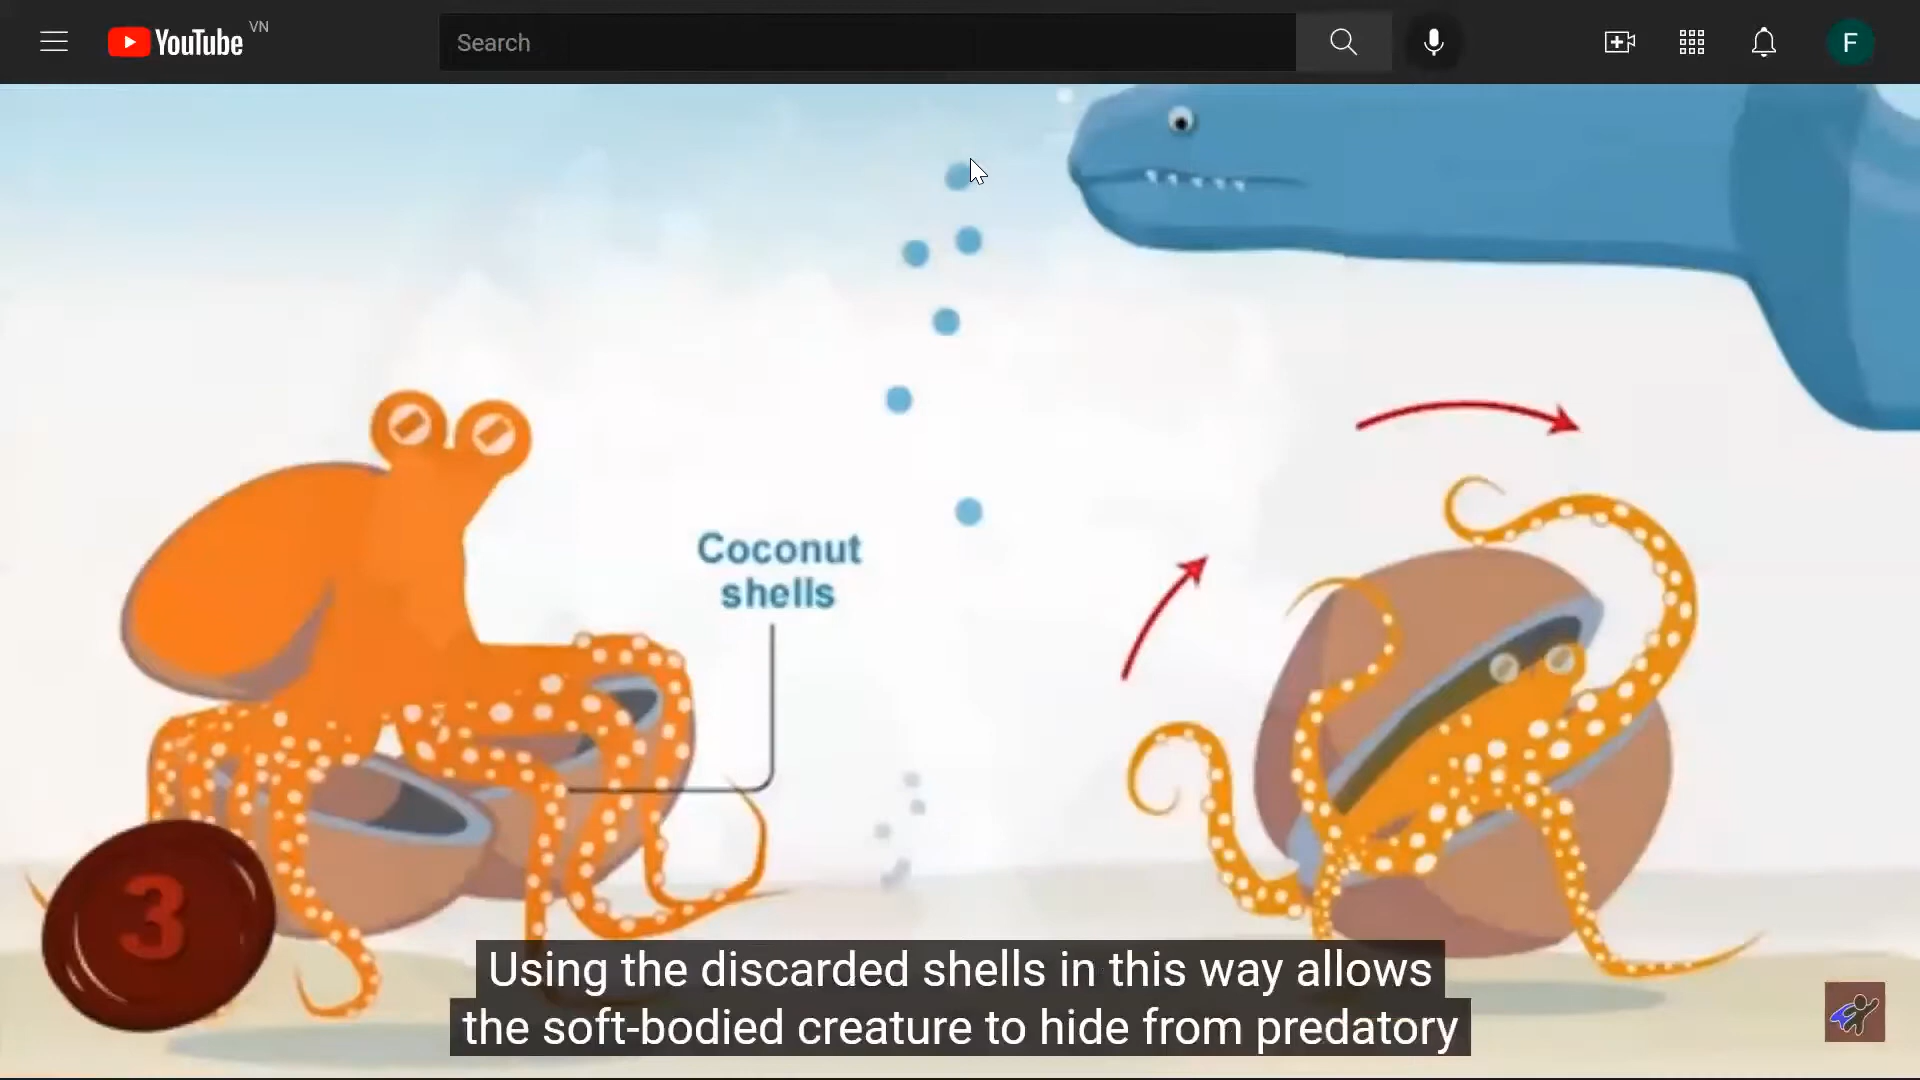 YouTube VN
Search
F
Coconut
shells
3
Using the discarded shells in this way allows
the soft-bodied creature to hide from predatory